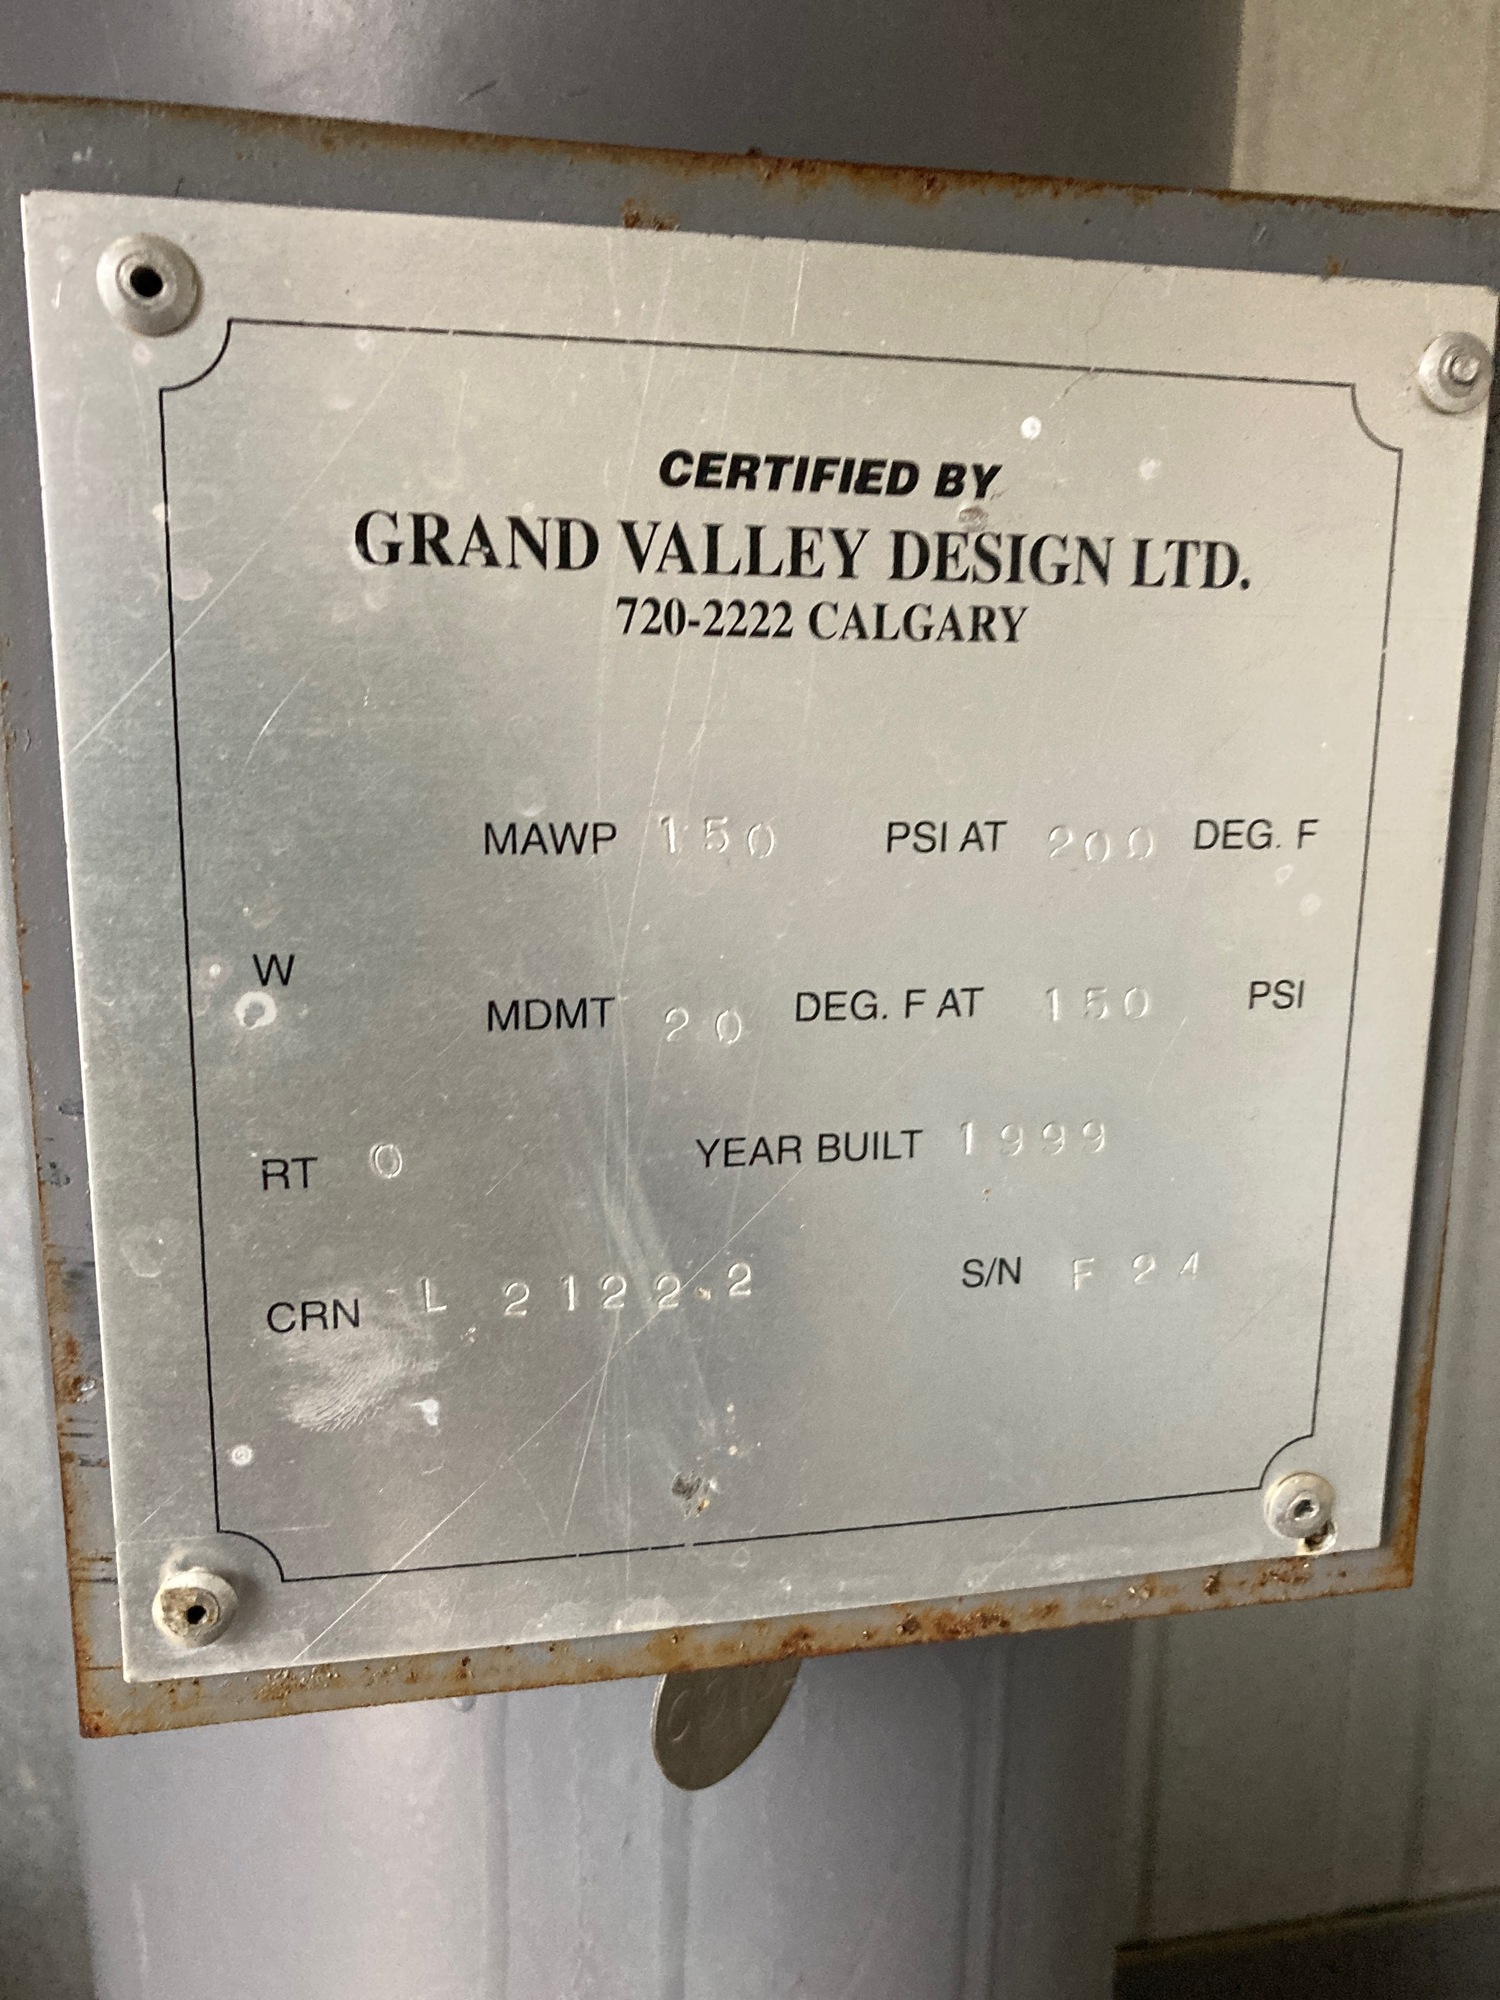 CERTIFIED BY
GRAND VALLEY DESIGN LTD.
720-2222 CALGARY
MAWP 150 PSI AT 200 DEG. F
W
MDMT 20 DEG. F AT 150 PSI
RT 0 YEAR BUILT 1999
CRN L 2122.2 S/N F 24